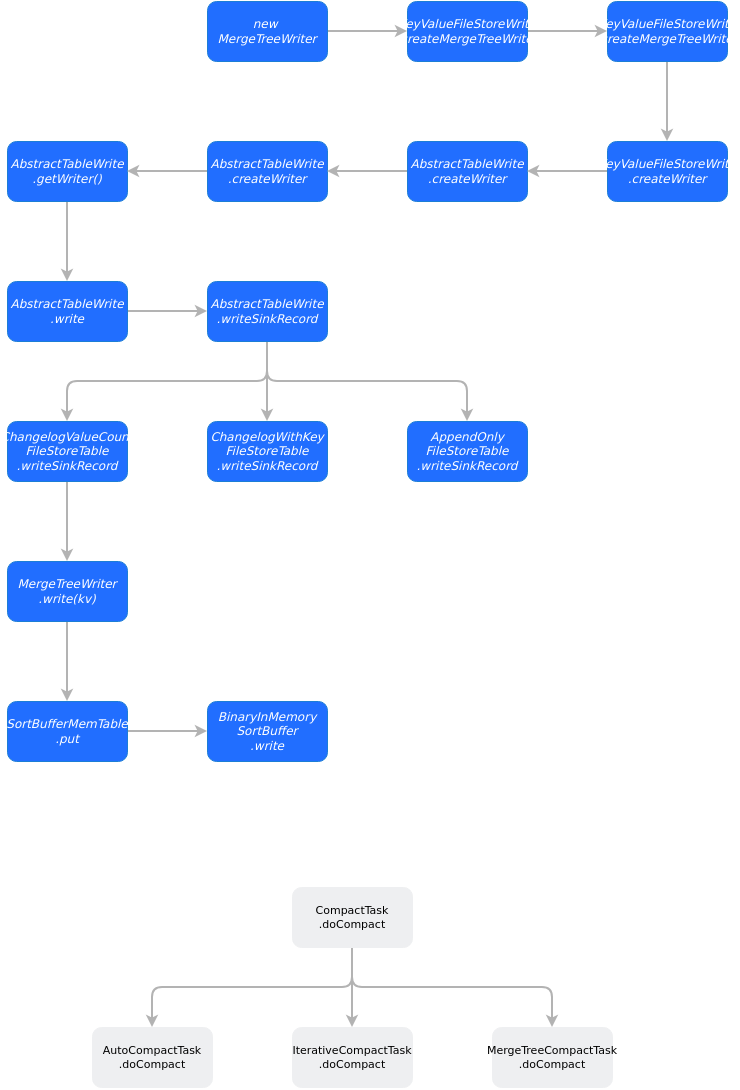 new
MergeTreeWriter
eyValueFileStoreWrit
reateMergeTreeWrite
eyValueFileStoreWrit
reateMergeTreeWrite
AbstractTableWrite
.getWriter()
AbstractTableWrite
.createWriter
AbstractTableWrite
.createWriter
eyValueFileStoreWrit
.createWriter
AbstractTableWrite
.write
AbstractTableWrite
.writeSinkRecord
ChangelogValueCoun
FileStoreTable
.writeSinkRecord
ChangelogWithKey
FileStoreTable
.writeSinkRecord
AppendOnly
FileStoreTable
.writeSinkRecord
MergeTreeWriter
.write(kv)
SortBufferMemTable
.put
BinaryInMemory
SortBuffer
.write
CompactTask
.doCompact
AutoCompactTask
.doCompact
IterativeCompactTask
.doCompact
MergeTreeCompactTask
.doCompact